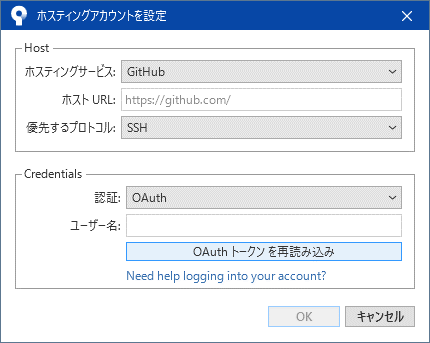 ホスティングアカウントを設定
Host
ホスティングサービス: GitHub
ホスト URL: https://github.com/
優先するプロトコル: SSH
Credentials
認証: OAuth
ユーザー名:
OAuth トークン を再読み込み
Need help logging into your account?
OK キャンセル